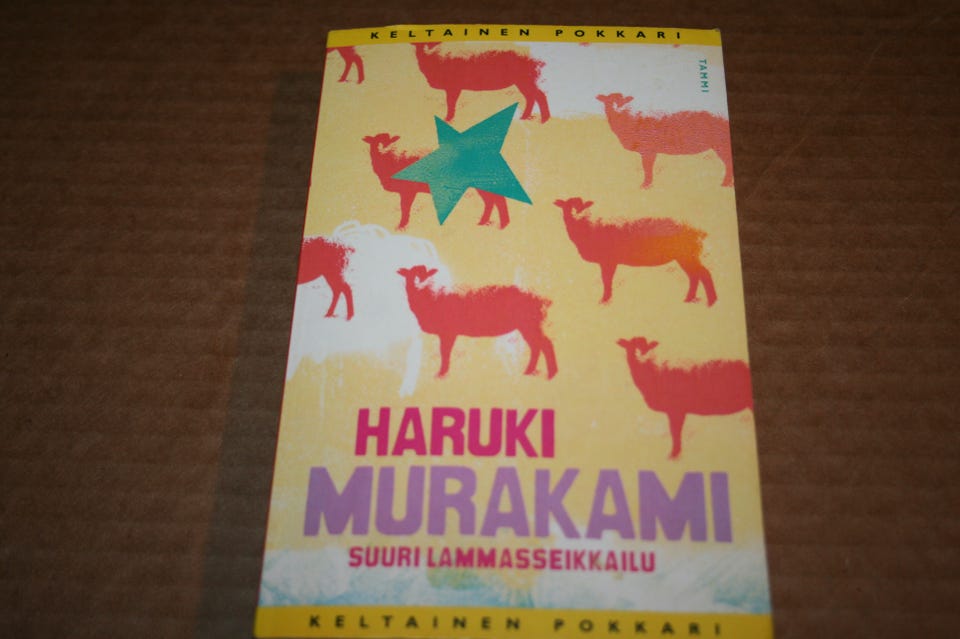 KELTAINEN POKKARI
TAMMI
HARUKI
MURAKAMI
SUURI LAMMASSEIKKAILU
KELTAINEN POKKARI